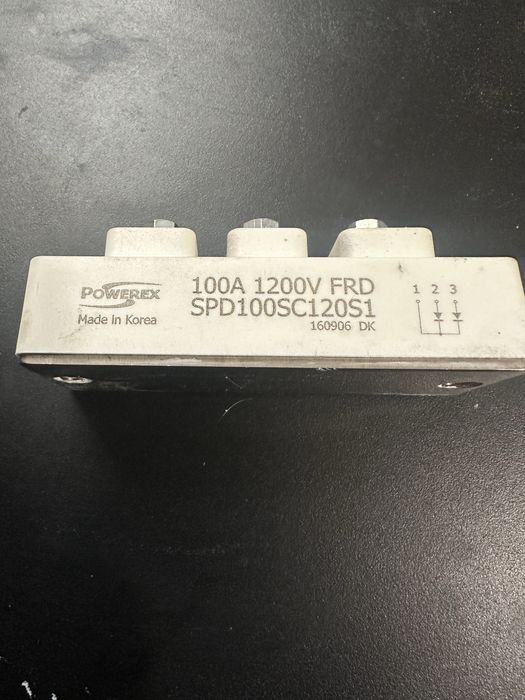 POWEREX
Made in Korea
100A 1200V FRD
SPD100SC120S1
160906 DK
1 2 3